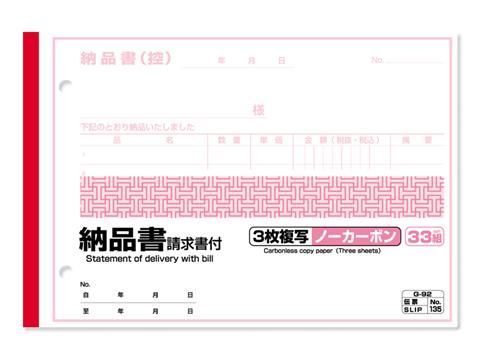 納品書(控) 年 月 日 No
様
下記のとおり納品いたしました
品 名 数 量 単 価 金 額 (税抜・税込) 摘 要
納品書請求書付 3枚複写 ノーカーボン 33組
Statement of delivery with bill Carbonless copy paper (Three sheets)
No.
自 年 月 日
至 年 月 日
G-92
伝票 No.
SLIP 135